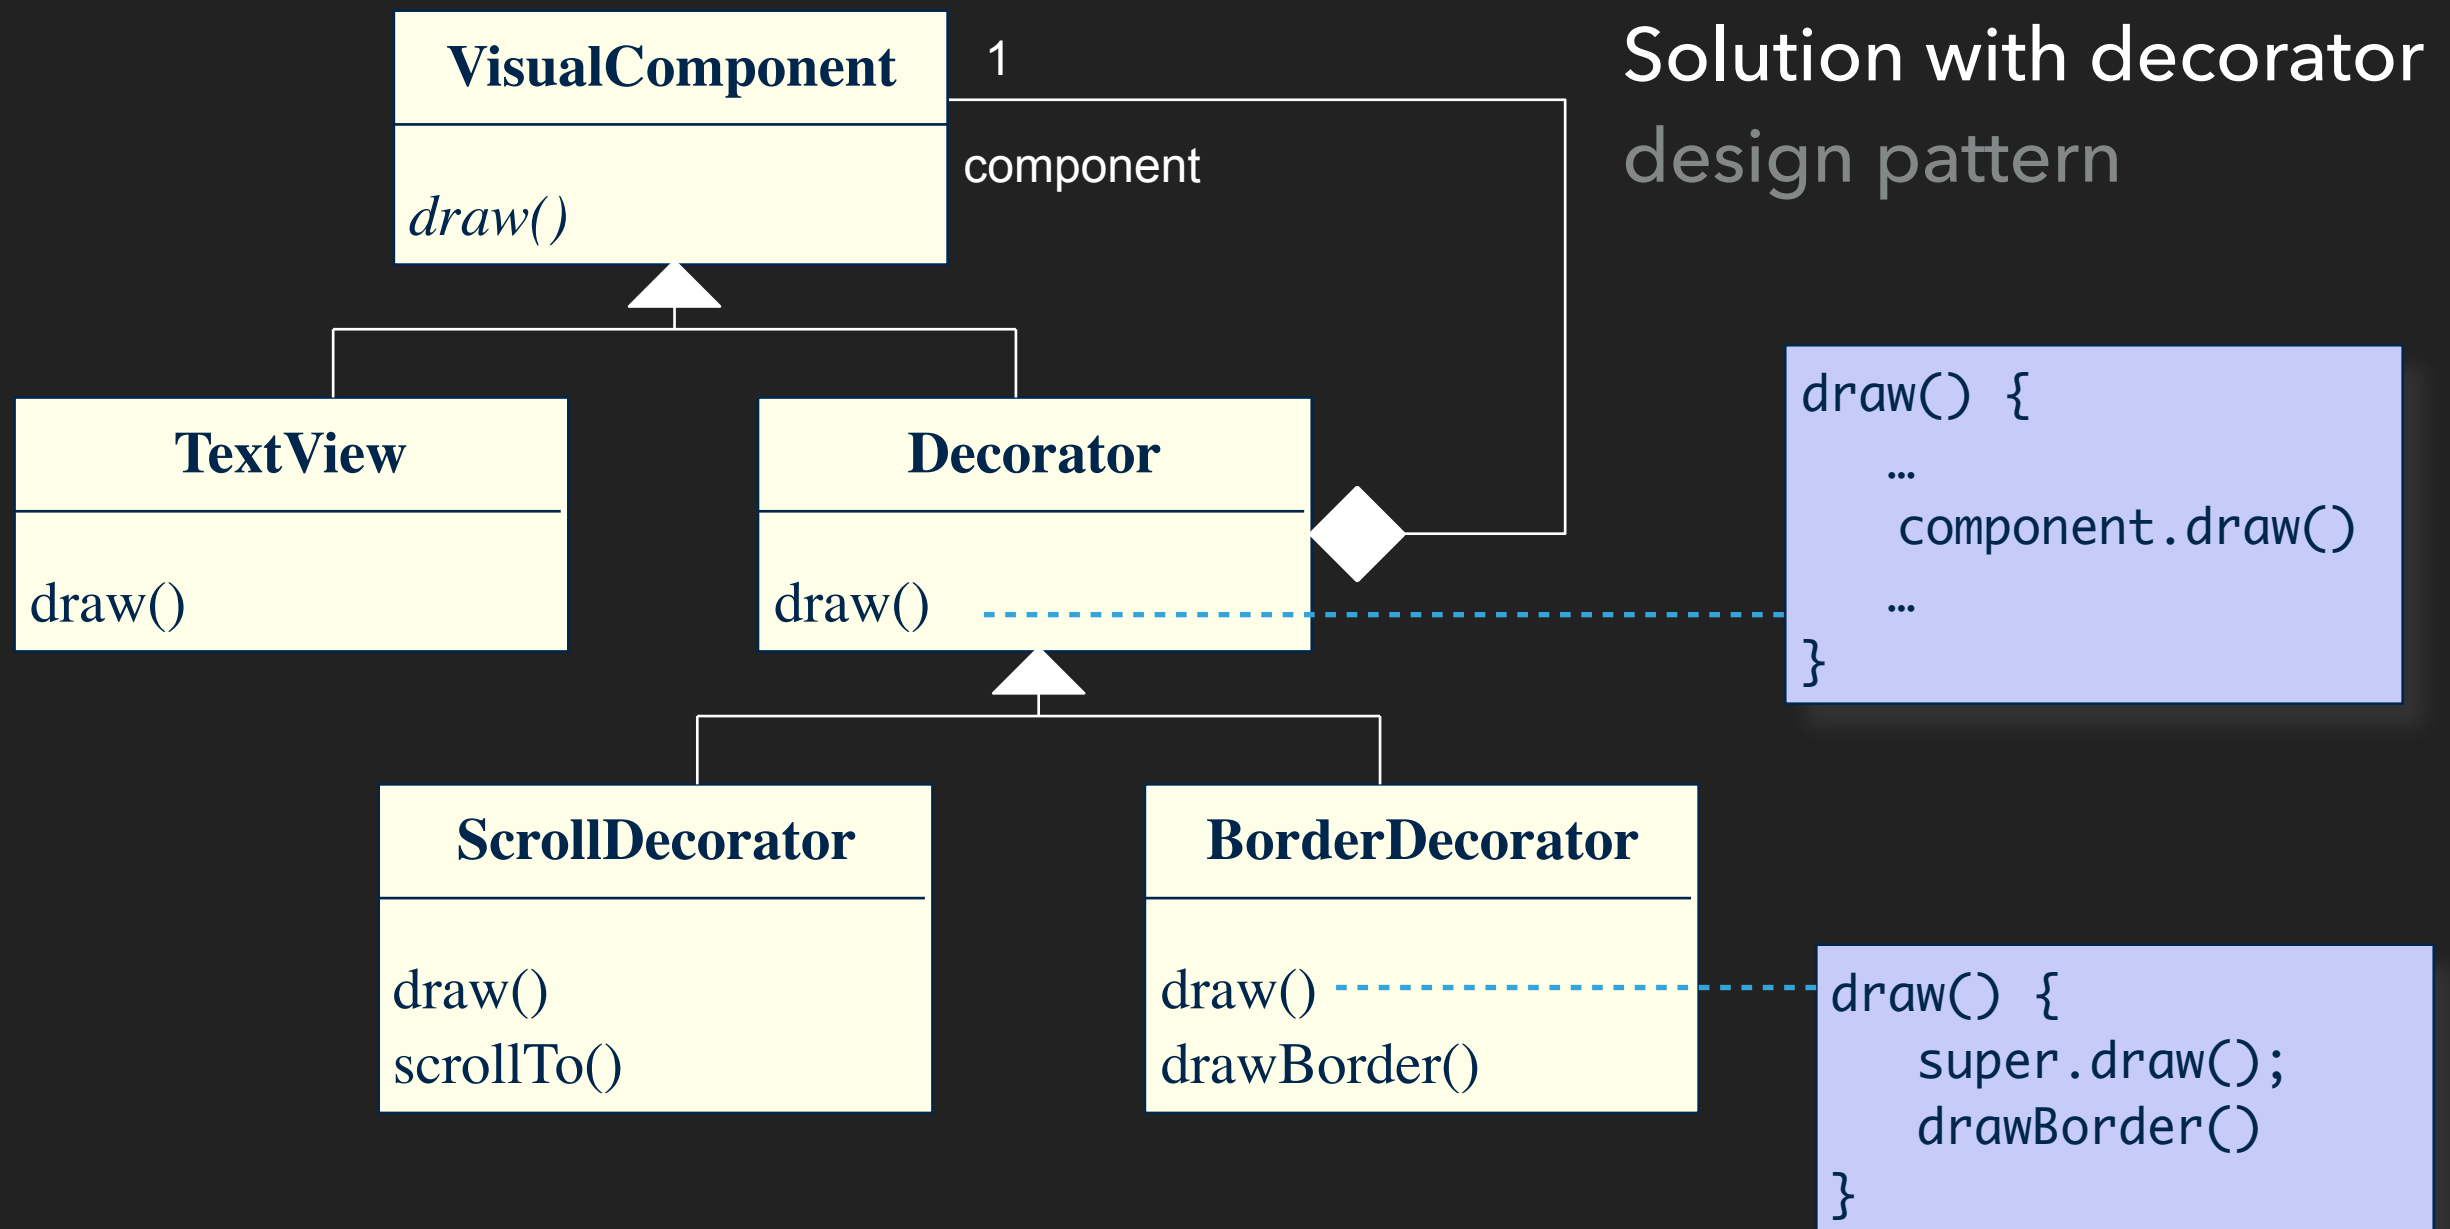 Solution with decorator
design pattern
VisualComponent
draw()
1
component
TextView
draw()
Decorator
draw()
draw() {
…
component.draw()
…
}
ScrollDecorator
draw()
scrollTo()
BorderDecorator
draw()
drawBorder()
draw() {
super.draw();
drawBorder()
}